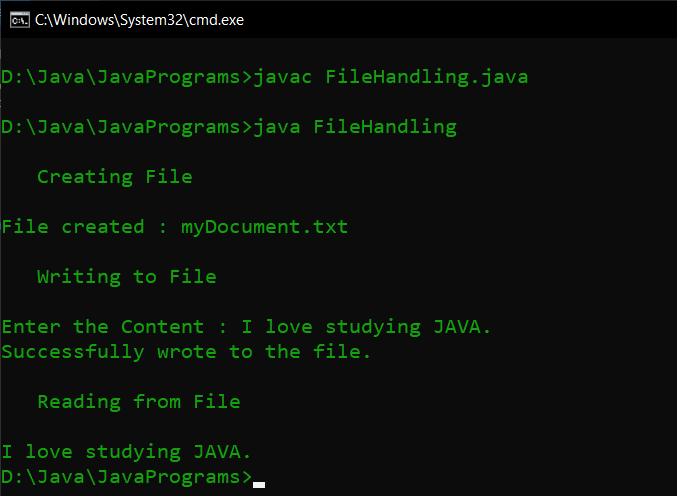 C:\Windows\System32\cmd.exe
D:\Java\JavaPrograms>javac FileHandling.java
D:\Java\JavaPrograms>java FileHandling
Creating File
File created : myDocument.txt
Writing to File
Enter the Content : I love studying JAVA.
Successfully wrote to the file.
Reading from File
I love studying JAVA.
D:\Java\JavaPrograms>